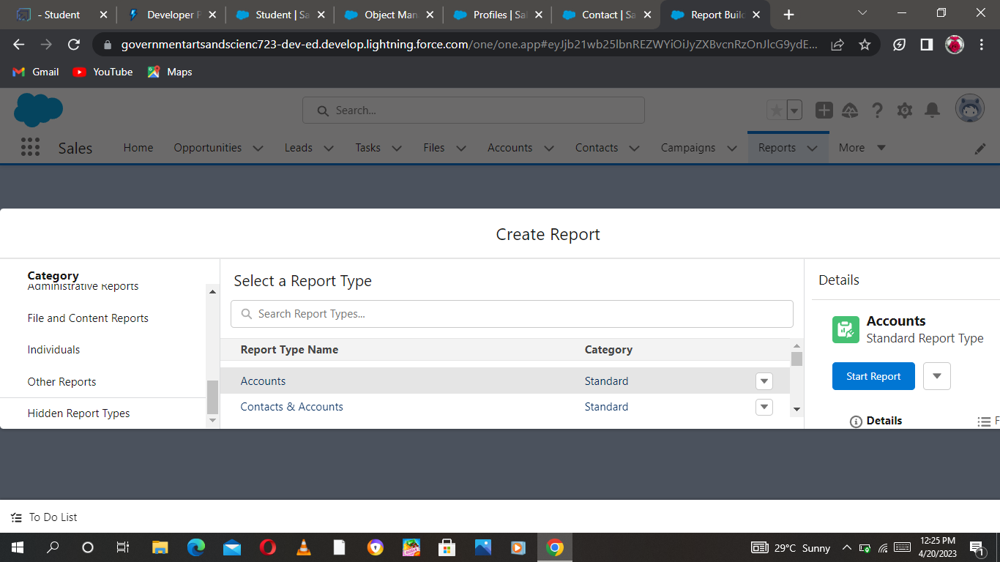 - Student
Developer P
Student | Sa
Object Man
Profiles | Sal
Contact | Sa
Report Build
governmentartsandscienc723-dev-ed.develop.lightning.force.com/one/one.app#eyJjb21wb25lbnREZWYiOiJyZXBvcnRzOnJlcG9ydE...
Gmail
YouTube
Maps
Search...
Sales
Home
Opportunities
Leads
Tasks
Files
Accounts
Contacts
Campaigns
Reports
More
Create Report
Category
Administrative Reports
File and Content Reports
Individuals
Other Reports
Hidden Report Types
Select a Report Type
Search Report Types...
Report Type Name Category
Accounts Standard
Contacts & Accounts Standard
Details
Accounts
Standard Report Type
Start Report
Details
F
To Do List
29°C Sunny
12:25 PM
4/20/2023
1